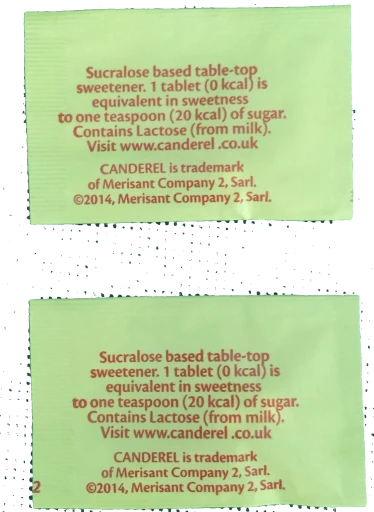 Sucralose based table-top
sweetener. 1 tablet (0 kcal) is
equivalent in sweetness
to one teaspoon (20 kcal) of sugar.
Contains Lactose (from milk).
Visit www.canderel.co.uk
CANDEREL is trademark
of Merisant Company 2, Sarl.
©2014, Merisant Company 2, Sarl.
Sucralose based table-top
sweetener. 1 tablet (0 kcal) is
equivalent in sweetness
to one teaspoon (20 kcal) of sugar.
Contains Lactose (from milk).
Visit www.canderel.co.uk
CANDEREL is trademark
of Merisant Company 2, Sarl.
2 ©2014, Merisant Company 2, Sarl.